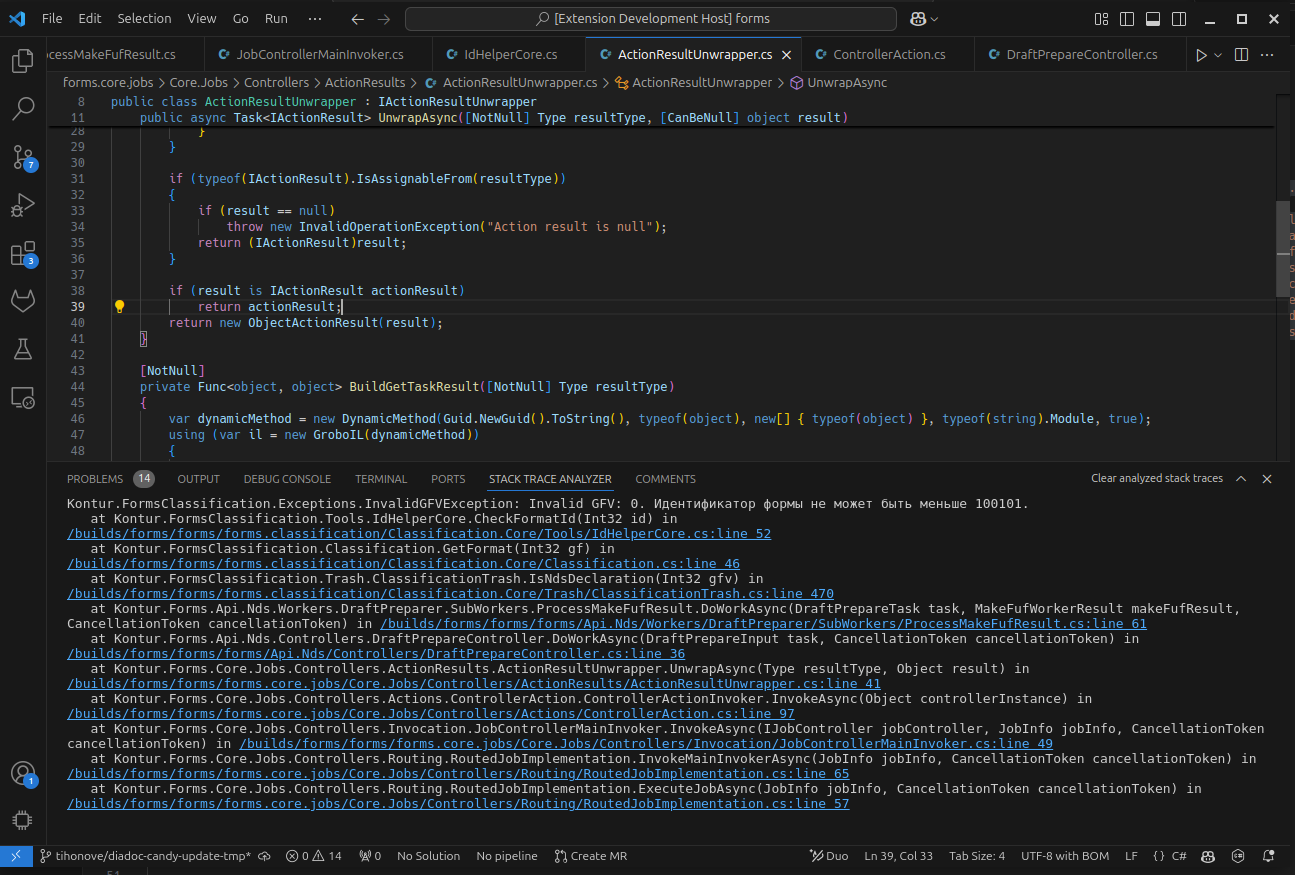 File Edit Selection View Go Run ··· [Extension Development Host] forms
ocessMakeFufResult.cs JobControllerMainInvoker.cs IdHelperCore.cs ActionResultUnwrapper.cs ControllerAction.cs DraftPrepareController.cs
forms.core.jobs > Core.Jobs > Controllers > ActionResults > ActionResultUnwrapper.cs > ActionResultUnwrapper > UnwrapAsync
8 public class ActionResultUnwrapper : IActionResultUnwrapper
11 public async Task<IActionResult> UnwrapAsync([NotNull] Type resultType, [CanBeNull] object result)
28 }
29 }
30
31 if (typeof(IActionResult).IsAssignableFrom(resultType))
32 {
33 if (result == null)
34 throw new InvalidOperationException("Action result is null");
35 return (IActionResult)result;
36 }
37
38 if (result is IActionResult actionResult)
39 return actionResult;
40 return new ObjectActionResult(result);
41 }
42
43 [NotNull]
44 private Func<object, object> BuildGetTaskResult([NotNull] Type resultType)
45 {
46 var dynamicMethod = new DynamicMethod(Guid.NewGuid().ToString(), typeof(object), new[] { typeof(object) }, typeof(string).Module, true);
47 using (var il = new GroboIL(dynamicMethod))
48 {
7
3
1
PROBLEMS 14 OUTPUT DEBUG CONSOLE TERMINAL PORTS STACK TRACE ANALYZER COMMENTS Clear analyzed stack traces
Kontur.FormsClassification.Exceptions.InvalidGFVException: Invalid GFV: 0. Идентификатор формы не может быть меньше 100101.
at Kontur.FormsClassification.Tools.IdHelperCore.CheckFormatId(Int32 id) in
/builds/forms/forms/forms.classification/Classification.Core/Tools/IdHelperCore.cs:line 52
at Kontur.FormsClassification.Classification.GetFormat(Int32 gf) in
/builds/forms/forms/forms.classification/Classification.Core/Classification.cs:line 46
at Kontur.FormsClassification.Trash.ClassificationTrash.IsNdsDeclaration(Int32 gfv) in
/builds/forms/forms/forms.classification/Classification.Core/Trash/ClassificationTrash.cs:line 470
at Kontur.Forms.Api.Nds.Workers.DraftPreparer.SubWorkers.ProcessMakeFufResult.DoWorkAsync(DraftPrepareTask task, MakeFufWorkerResult makeFufResult,
CancellationToken cancellationToken) in /builds/forms/forms/forms/Api.Nds/Workers/DraftPreparer/SubWorkers/ProcessMakeFufResult.cs:line 61
at Kontur.Forms.Api.Nds.Controllers.DraftPrepareController.DoWorkAsync(DraftPrepareInput task, CancellationToken cancellationToken) in
/builds/forms/forms/forms/Api.Nds/Controllers/DraftPrepareController.cs:line 36
at Kontur.Forms.Core.Jobs.Controllers.ActionResults.ActionResultUnwrapper.UnwrapAsync(Type resultType, Object result) in
/builds/forms/forms/forms.core.jobs/Core.Jobs/Controllers/ActionResults/ActionResultUnwrapper.cs:line 41
at Kontur.Forms.Core.Jobs.Controllers.Actions.ControllerAction.ControllerActionInvoker.InvokeAsync(Object controllerInstance) in
/builds/forms/forms/forms.core.jobs/Core.Jobs/Controllers/Actions/ControllerAction.cs:line 97
at Kontur.Forms.Core.Jobs.Controllers.Invocation.JobControllerMainInvoker.InvokeAsync(IJobController jobController, JobInfo jobInfo, CancellationToken
cancellationToken) in /builds/forms/forms/forms.core.jobs/Core.Jobs/Controllers/Invocation/JobControllerMainInvoker.cs:line 49
at Kontur.Forms.Core.Jobs.Controllers.Routing.RoutedJobImplementation.InvokeMainInvokerAsync(JobInfo jobInfo, CancellationToken cancellationToken) in
/builds/forms/forms/forms.core.jobs/Core.Jobs/Controllers/Routing/RoutedJobImplementation.cs:line 65
at Kontur.Forms.Core.Jobs.Controllers.Routing.RoutedJobImplementation.ExecuteJobAsync(JobInfo jobInfo, CancellationToken cancellationToken) in
/builds/forms/forms/forms.core.jobs/Core.Jobs/Controllers/Routing/RoutedJobImplementation.cs:line 57
tihonove/diadoc-candy-update-tmp* 0 14 0 No Solution No pipeline Create MR Duo Ln 39, Col 33 Tab Size: 4 UTF-8 with BOM LF {} C#